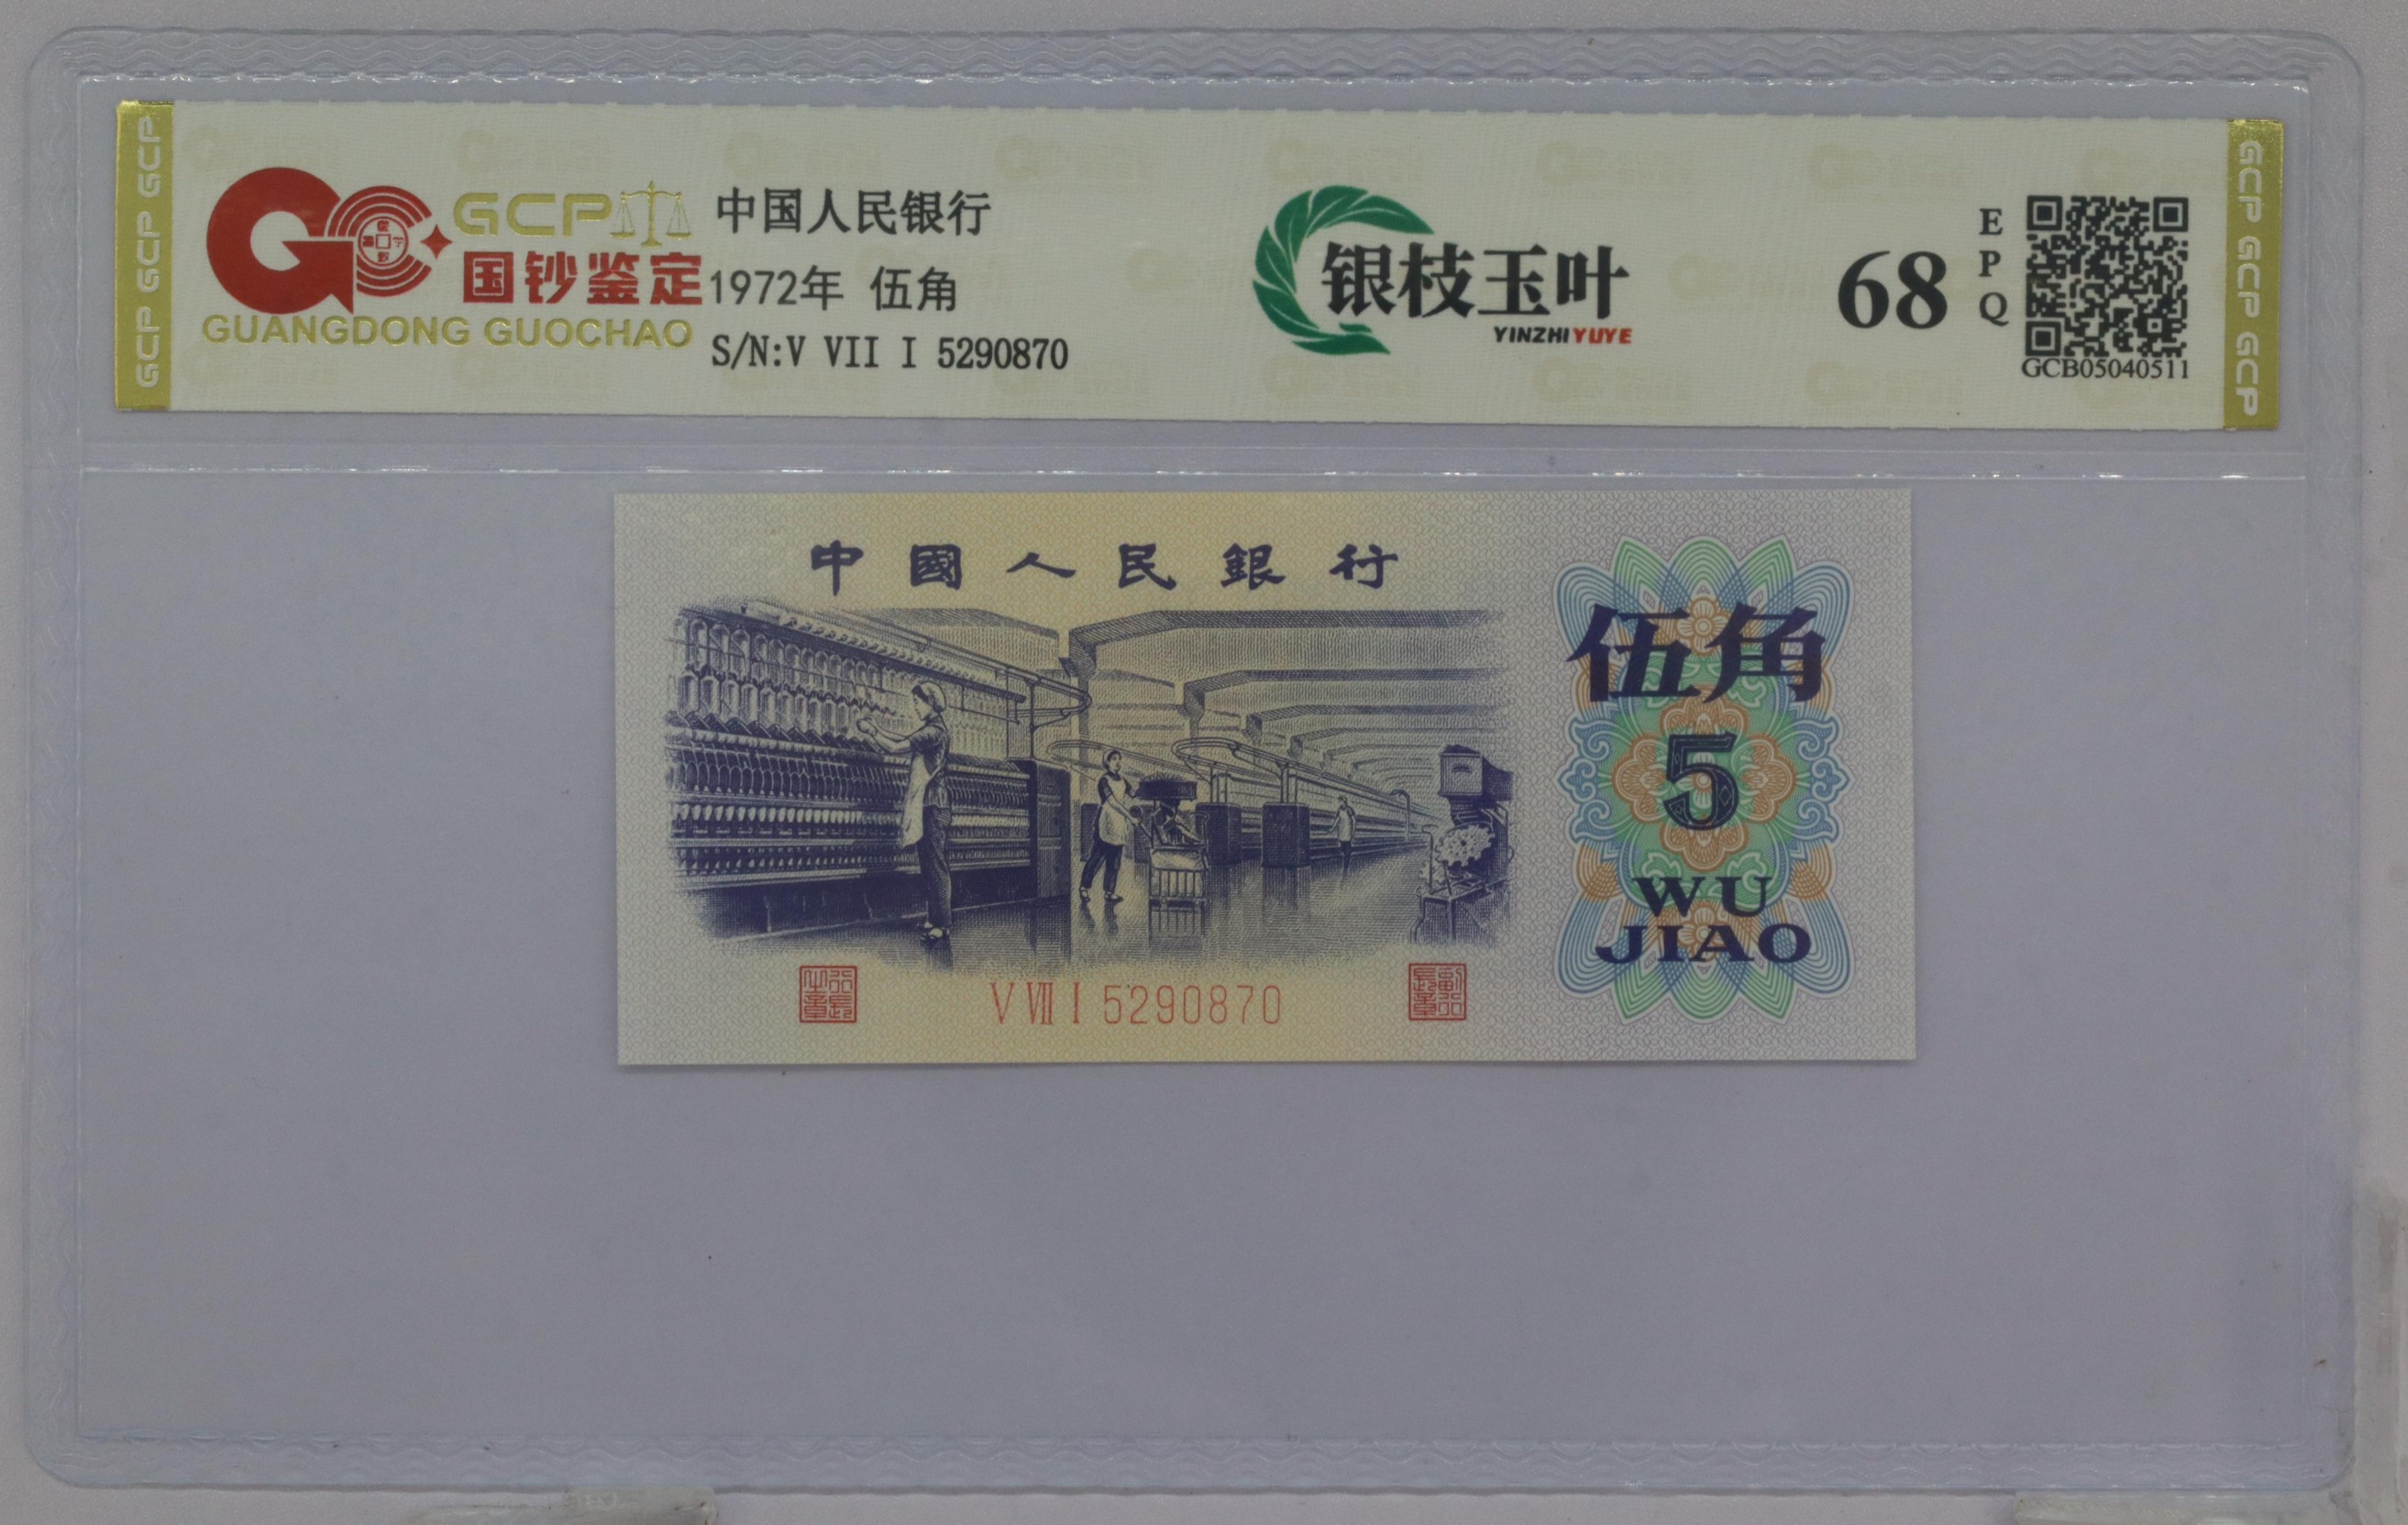 GCP GCP GCP
GCP
国钞鉴定
GUANGDONG GUOCHAO
中国人民银行
1972年 伍角
S/N:V VII I 5290870
银枝玉叶
YINZHIYUYE
68
EPQ
GCB05040511
GCP GCP GCP
中國人民銀行
伍角
5
WU
JIAO
V VII I 5290870